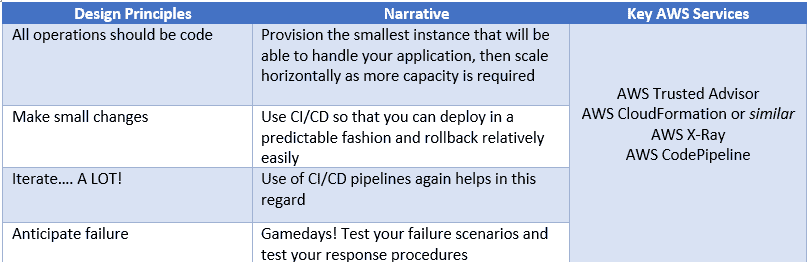 Design Principles
Narrative
Key AWS Services
All operations should be code
Provision the smallest instance that will be
able to handle your application, then scale
horizontally as more capacity is required
Make small changes
Use CI/CD so that you can deploy in a
predictable fashion and rollback relatively
easily
Iterate…. A LOT!
Use of CI/CD pipelines again helps in this
regard
Anticipate failure
Gamedays! Test your failure scenarios and
test your response procedures
AWS Trusted Advisor
AWS CloudFormation or similar
AWS X-Ray
AWS CodePipeline